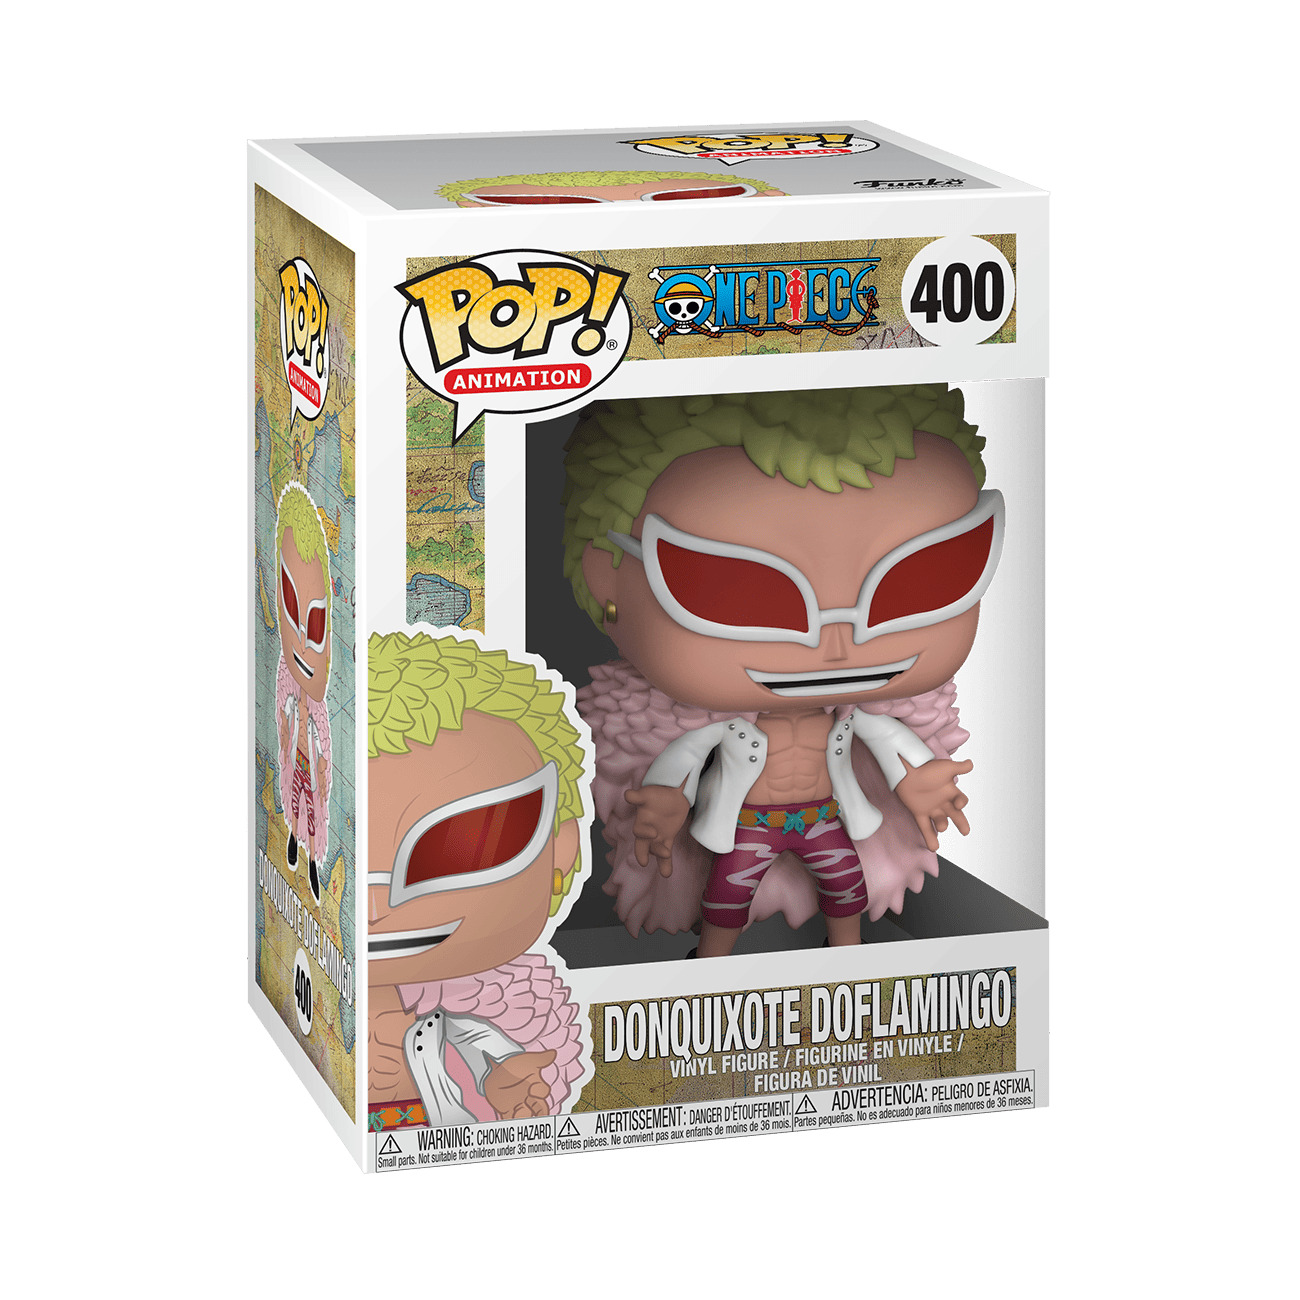 POP!
ANIMATION
Funko
POP!
ANIMATION
ONE PIECE
400
POP!
ANIMATION
DONQUIXOTE DOFLAMINGO
400
DONQUIXOTE DOFLAMINGO
VINYL FIGURE / FIGURINE EN VINYLE /
FIGURA DE VINIL
WARNING: CHOKING HAZARD.
Small parts. Not suitable for children under 36 months.
AVERTISSEMENT: DANGER D'ÉTOUFFEMENT.
Petites pièces. Ne convient pas aux enfants de moins de 36 mois.
ADVERTENCIA: PELIGRO DE ASFIXIA.
Partes pequeñas. No es adecuado para niños menores de 36 meses.